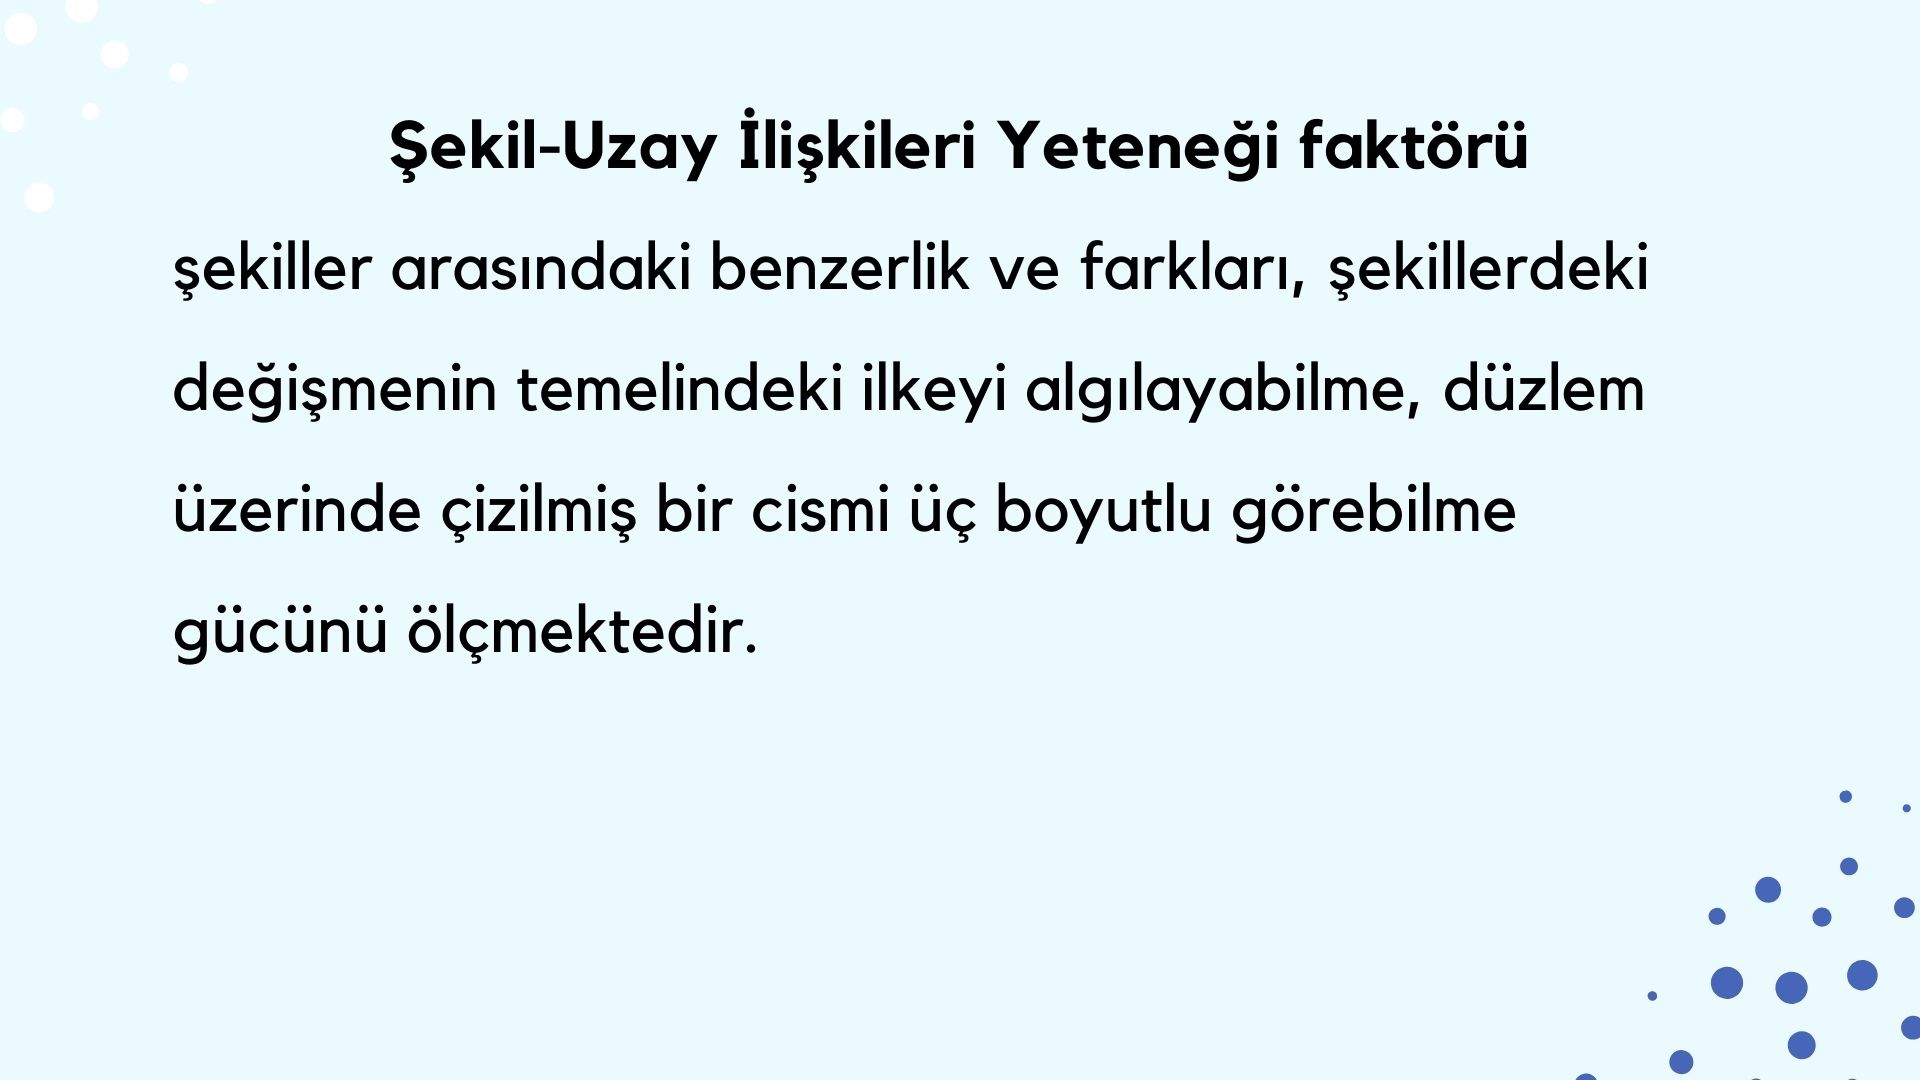 Şekil-Uzay İlişkileri Yeteneği faktörü
şekiller arasındaki benzerlik ve farkları, şekillerdeki
değişmenin temelindeki ilkeyi algılayabilme, düzlem
üzerinde çizilmiş bir cismi üç boyutlu görebilme
gücünü ölçmektedir.